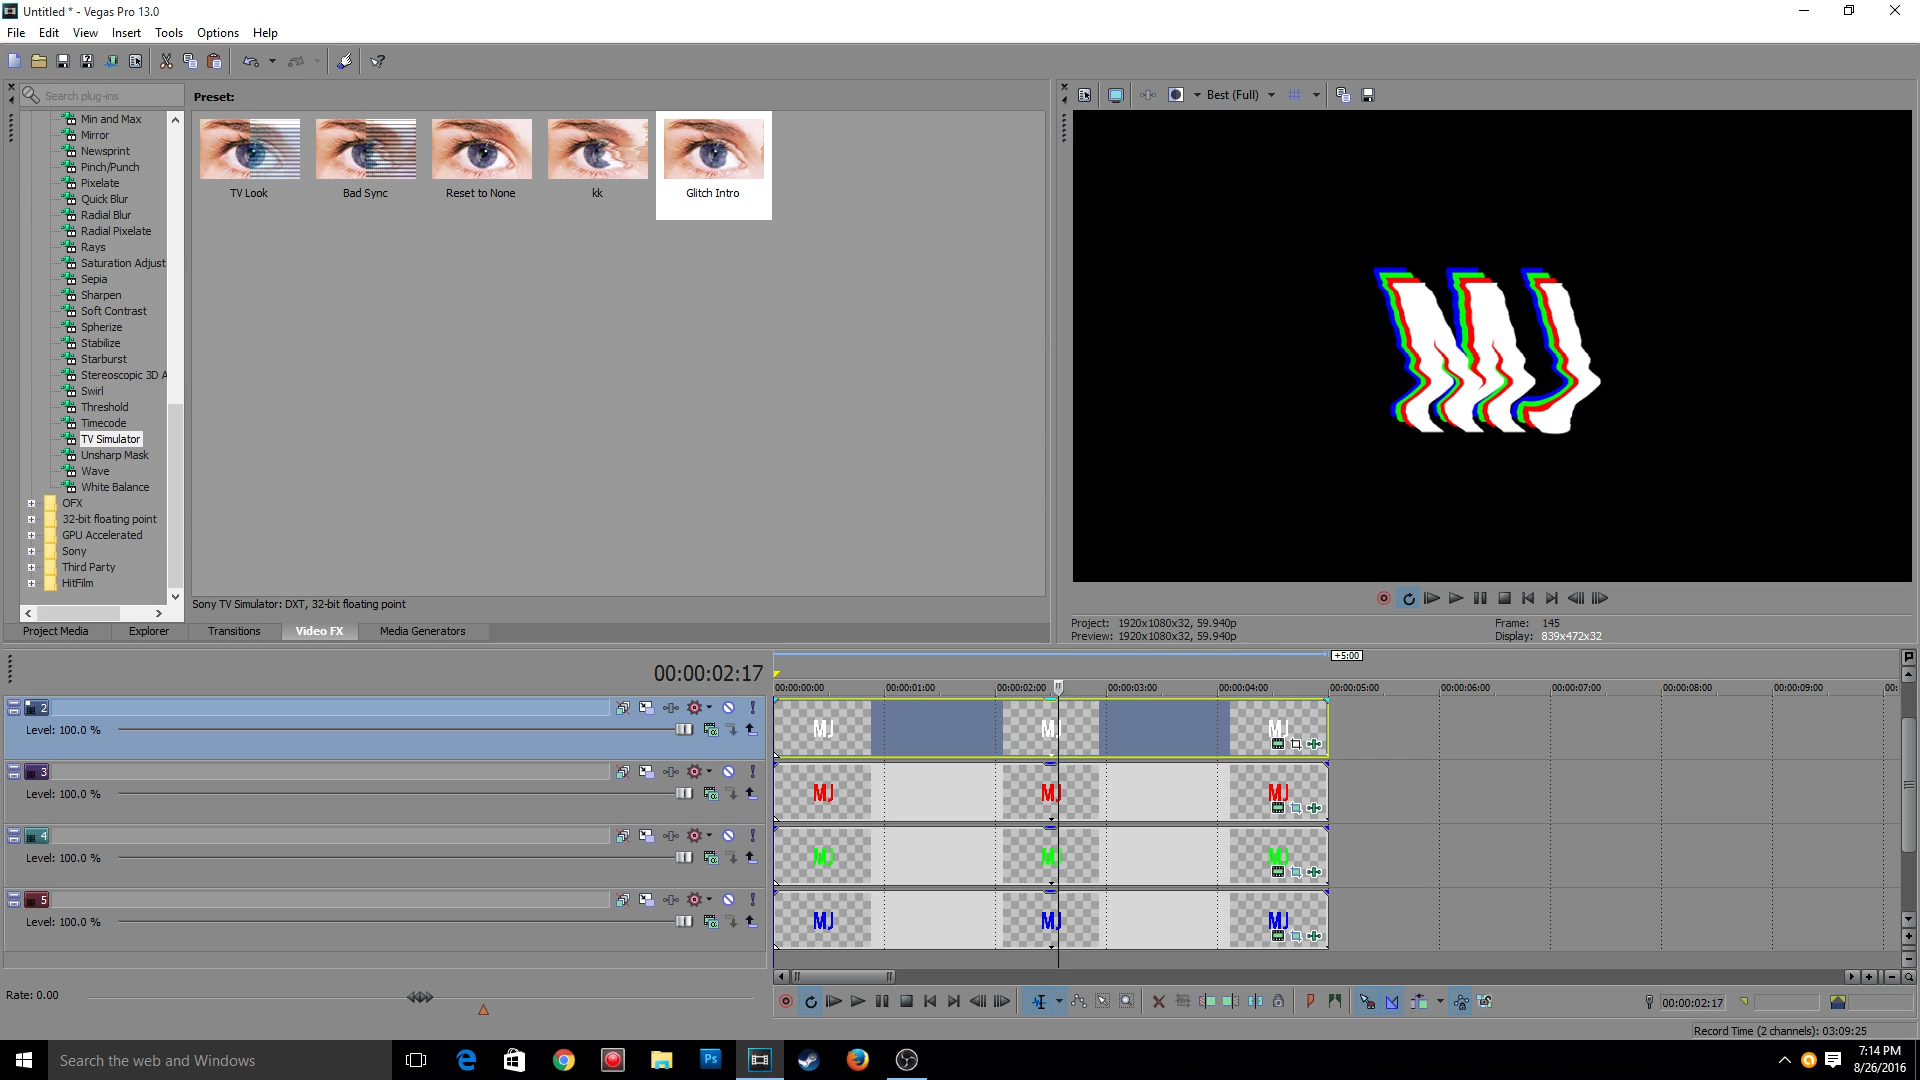 Untitled * - Vegas Pro 13.0
File Edit View Insert Tools Options Help
Search plug-ins
Preset:
Best (Full)
Min and Max
Mirror
Newsprint
Pinch/Punch
Pixelate
Quick Blur
Radial Blur
Radial Pixelate
Rays
Saturation Adjust
Sepia
Sharpen
Soft Contrast
Spherize
Stabilize
Starburst
Stereoscopic 3D A
Swirl
Threshold
Timecode
TV Simulator
Unsharp Mask
Wave
White Balance
OFX
32-bit floating point
GPU Accelerated
Sony
Third Party
HitFilm
TV Look Bad Sync Reset to None kk Glitch Intro
MJ
Sony TV Simulator: DXT, 32-bit floating point
Project Media Explorer Transitions Video FX Media Generators
Project: 1920x1080x32, 59.940p Frame: 145
Preview: 1920x1080x32, 59.940p Display: 839x472x32
+5:00
00:00:02:17
00:00:00:00 00:00:01:00 00:00:02:00 00:00:03:00 00:00:04:00 00:00:05:00 00:00:06:00 00:00:07:00 00:00:08:00 00:00:09:00 00:
2
Level: 100.0 % MJ MJ MJ
3
Level: 100.0 % MJ MJ MJ
4
Level: 100.0 % MJ MJ MJ
5
Level: 100.0 % MJ MJ MJ
Rate: 0.00
00:00:02:17
Record Time (2 channels): 03:09:25
Search the web and Windows
Ps
7:14 PM
8/26/2016